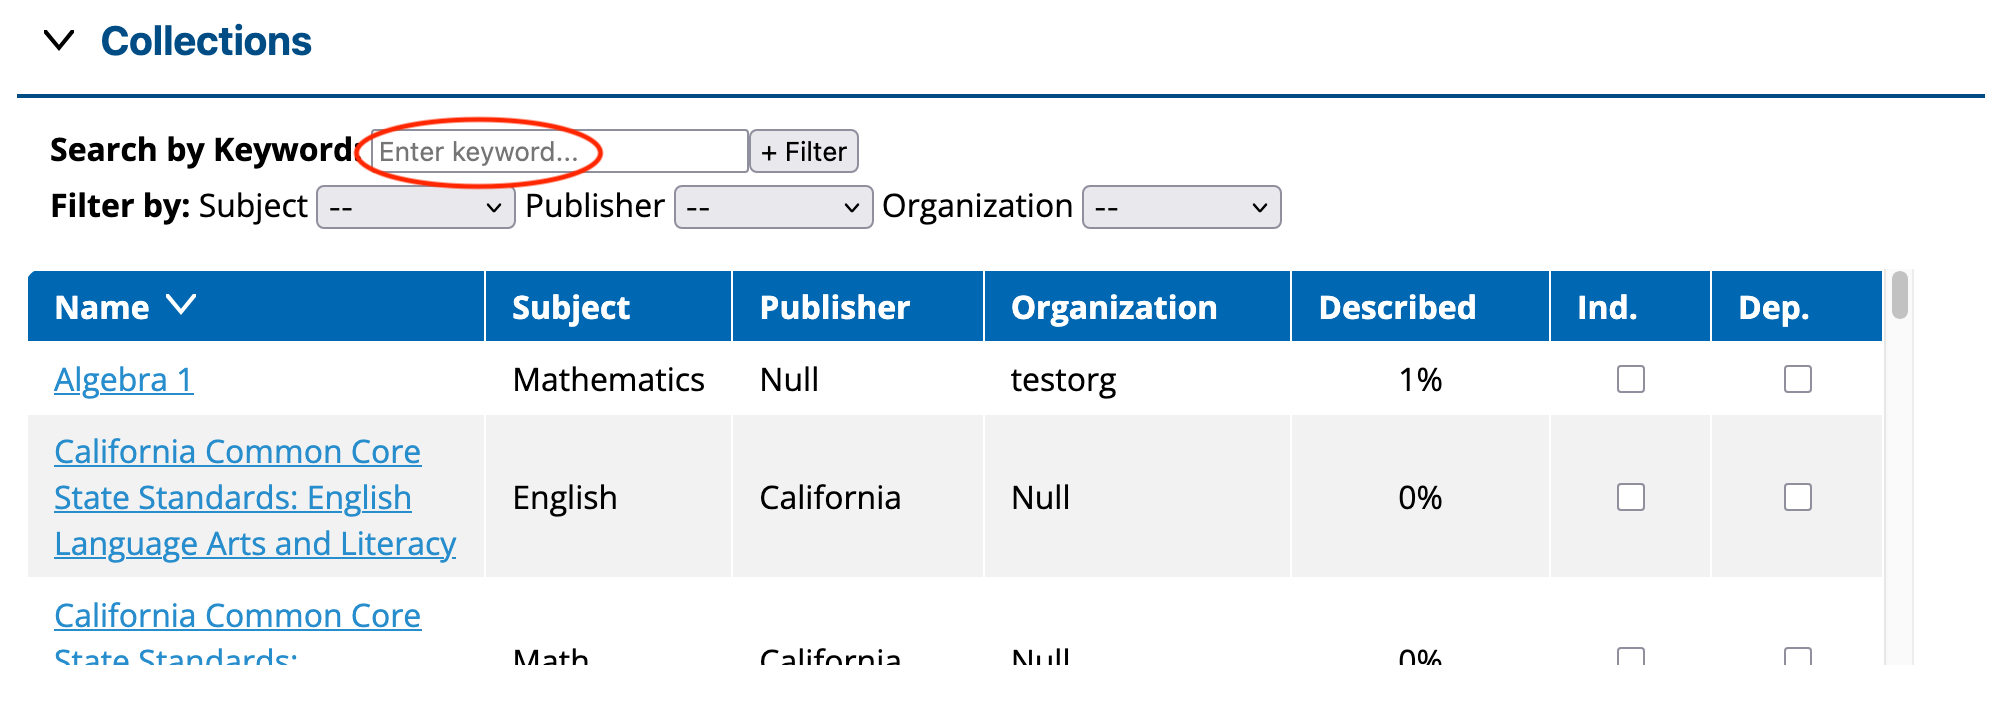 Collections
Search by Keyword: Enter keyword... + Filter
Filter by: Subject -- Publisher -- Organization --
Name Subject Publisher Organization Described Ind. Dep.
Algebra 1 Mathematics Null testorg 1%
California Common Core
State Standards: English English California Null 0%
Language Arts and Literacy
California Common Core
State Standards: Math California Null 0%